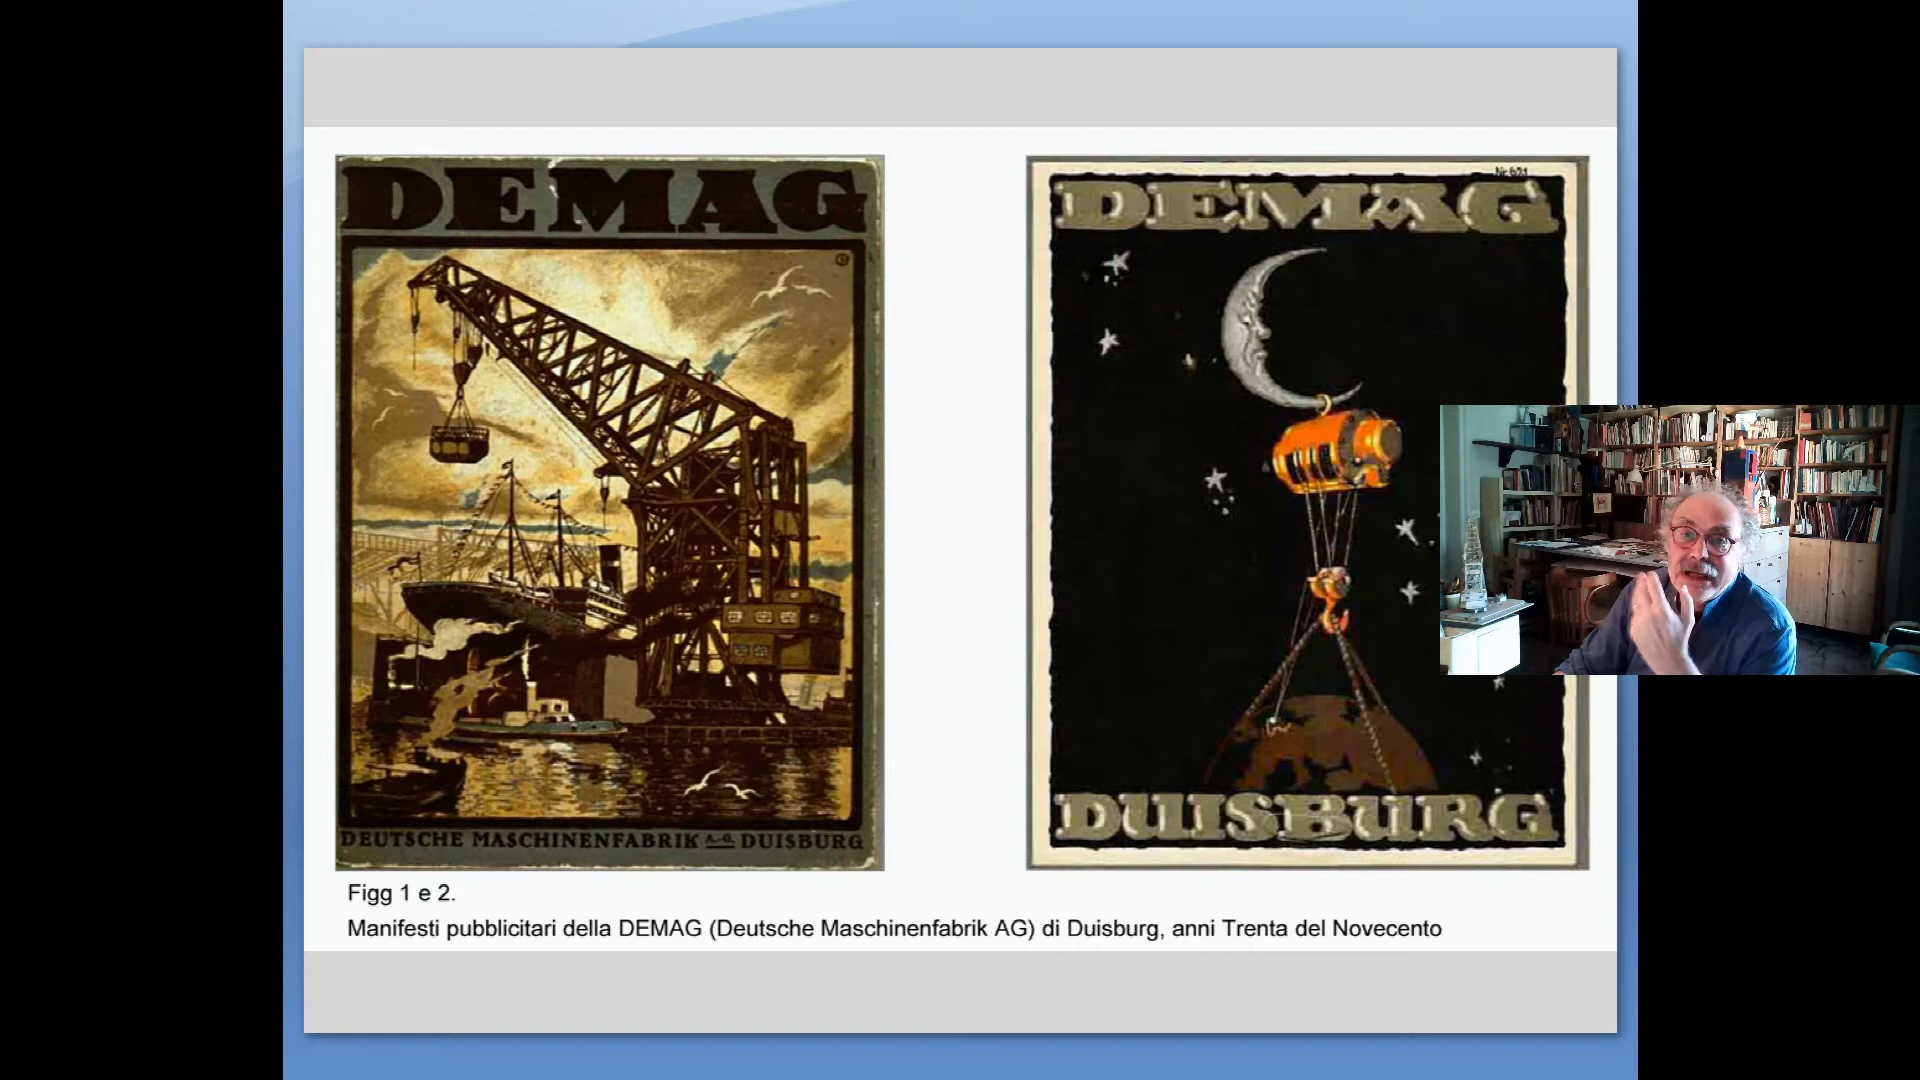 DEMAG
DEUTSCHE MASCHINENFABRIK A.G. DUISBURG
Nr. 621
DEMAG
DUISBURG
Figg 1 e 2.
Manifesti pubblicitari della DEMAG (Deutsche Maschinenfabrik AG) di Duisburg, anni Trenta del Novecento